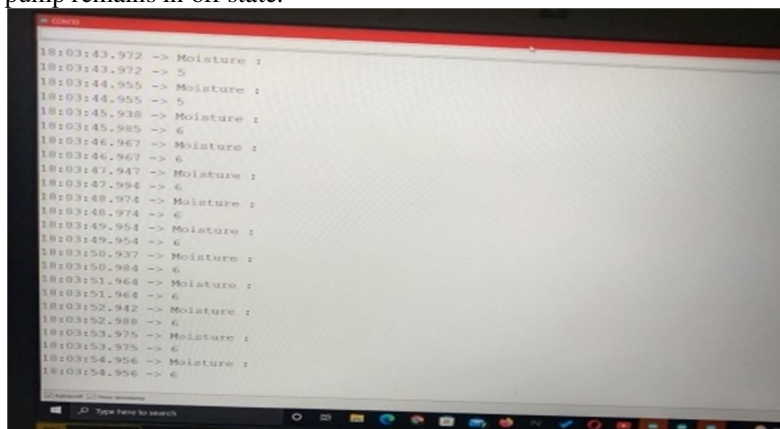 pump remains in off state.
COM10
18:03:43.972 -> Moisture :
18:03:43.972 -> 5
18:03:44.955 -> Moisture :
18:03:44.955 -> 5
18:03:45.938 -> Moisture :
18:03:45.985 -> 6
18:03:46.967 -> Moisture :
18:03:46.967 -> 6
18:03:47.947 -> Moisture :
18:03:47.994 -> 6
18:03:48.974 -> Moisture :
18:03:48.974 -> 6
18:03:49.954 -> Moisture :
18:03:49.954 -> 6
18:03:50.937 -> Moisture :
18:03:50.984 -> 6
18:03:51.964 -> Moisture :
18:03:51.964 -> 6
18:03:52.942 -> Moisture :
18:03:52.988 -> 6
18:03:53.975 -> Moisture :
18:03:53.975 -> 6
18:03:54.956 -> Moisture :
18:03:54.956 -> 6
Autoscroll Show timestamp
Type here to search